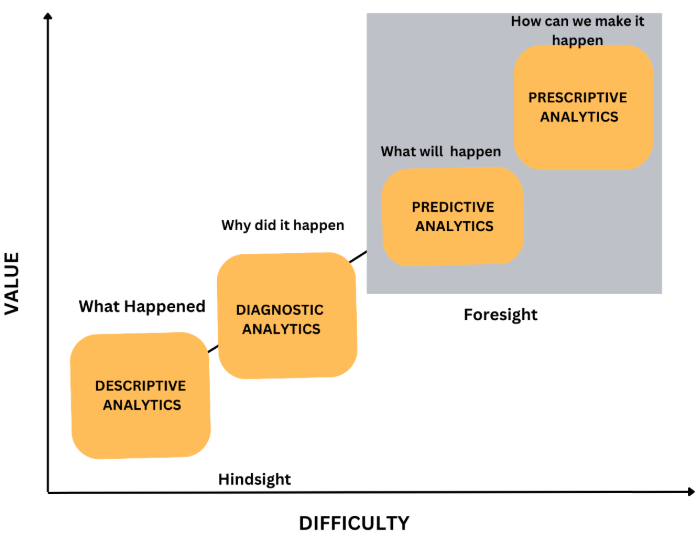 How can we make it
happen
PRESCRIPTIVE
ANALYTICS
What will happen
PREDICTIVE
ANALYTICS
Why did it happen
DIAGNOSTIC
ANALYTICS
What Happened
DESCRIPTIVE
ANALYTICS
Foresight
Hindsight
VALUE
DIFFICULTY